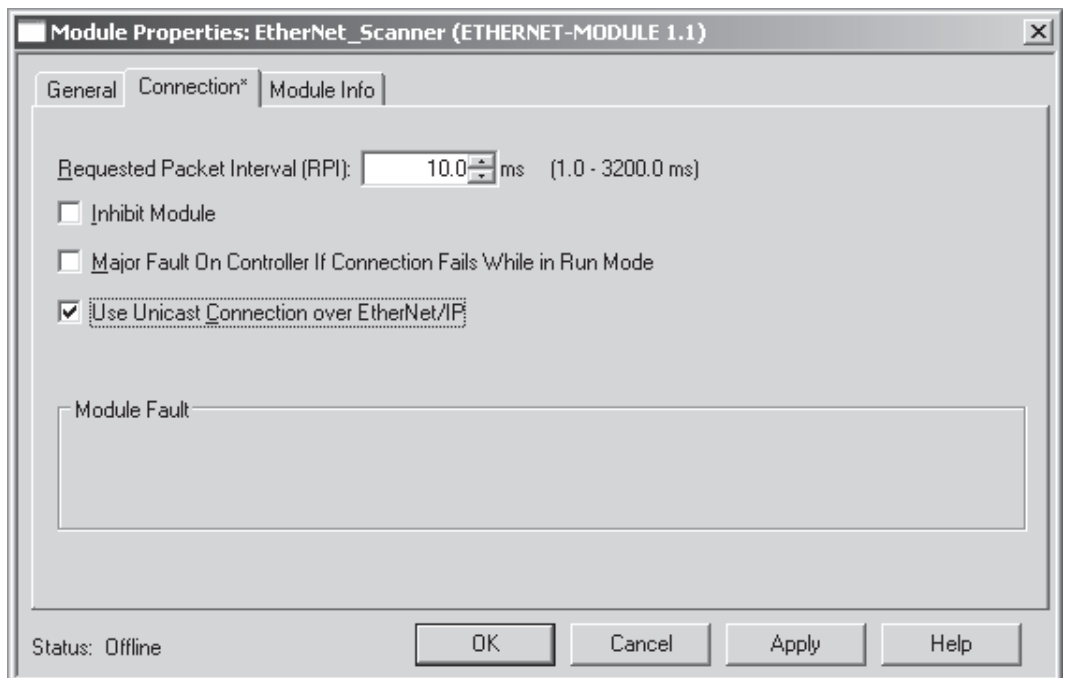 Module Properties: EtherNet_Scanner (ETHERNET-MODULE 1.1)
General Connection* Module Info
Requested Packet Interval (RPI): 10.0 ms (1.0 - 3200.0 ms)
Inhibit Module
Major Fault On Controller If Connection Fails While in Run Mode
Use Unicast Connection over EtherNet/IP
Module Fault
Status: Offline OK Cancel Apply Help